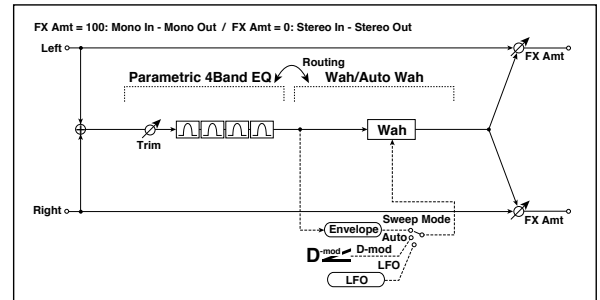 FX Amt = 100: Mono In - Mono Out / FX Amt = 0: Stereo In - Stereo Out
Left
FX Amt
Routing
Parametric 4Band EQ
Wah/Auto Wah
Wah
Trim
Right
FX Amt
Sweep Mode
Envelope
Auto
D-mod
D-mod
LFO
LFO